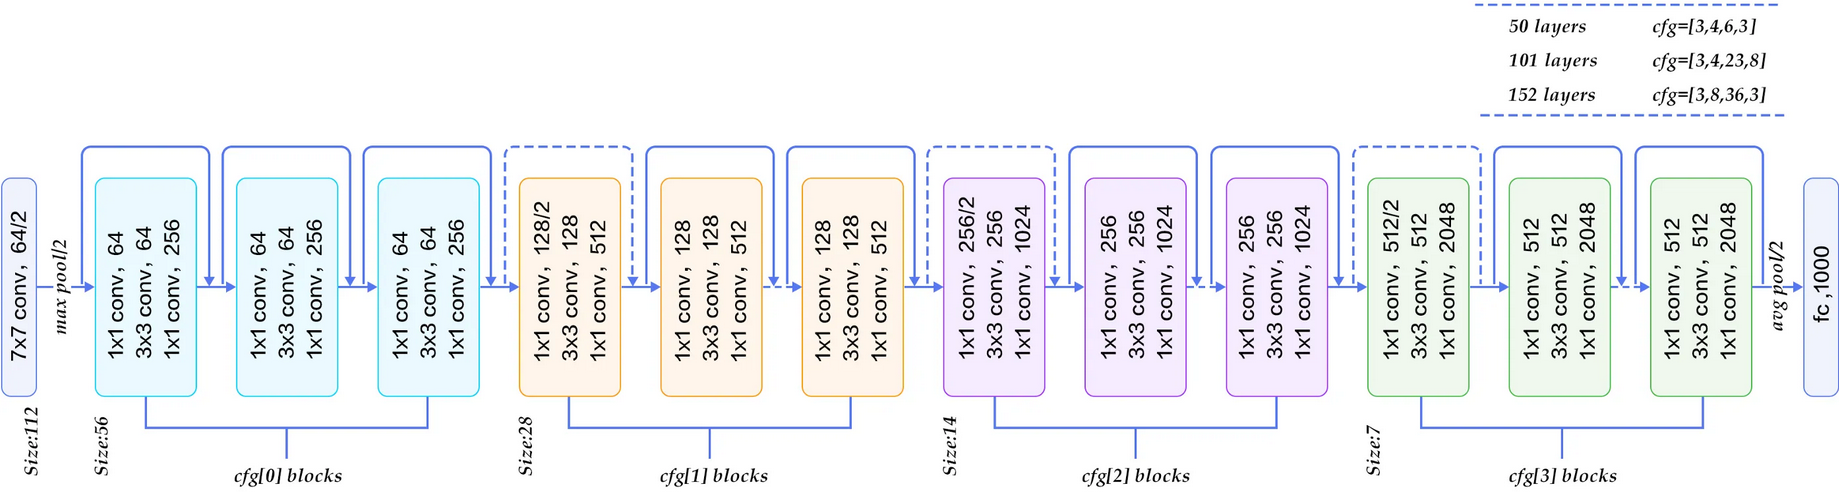 50 layers cfg=[3,4,6,3]
101 layers cfg=[3,4,23,8]
152 layers cfg=[3,8,36,3]
7x7 conv, 64/2
max pool/2
1x1 conv, 64
3x3 conv, 64
1x1 conv, 256
1x1 conv, 64
3x3 conv, 64
1x1 conv, 256
1x1 conv, 64
3x3 conv, 64
1x1 conv, 256
1x1 conv, 128/2
3x3 conv, 128
1x1 conv, 512
1x1 conv, 128
3x3 conv, 128
1x1 conv, 512
1x1 conv, 128
3x3 conv, 128
1x1 conv, 512
1x1 conv, 256/2
3x3 conv, 256
1x1 conv, 1024
1x1 conv, 256
3x3 conv, 256
1x1 conv, 1024
1x1 conv, 256
3x3 conv, 256
1x1 conv, 1024
1x1 conv, 512/2
3x3 conv, 512
1x1 conv, 2048
1x1 conv, 512
3x3 conv, 512
1x1 conv, 2048
1x1 conv, 512
3x3 conv, 512
1x1 conv, 2048
avg pool/2
fc ,1000
Size:112
Size:56
cfg[0] blocks
Size:28
cfg[1] blocks
Size:14
cfg[2] blocks
Size:7
cfg[3] blocks